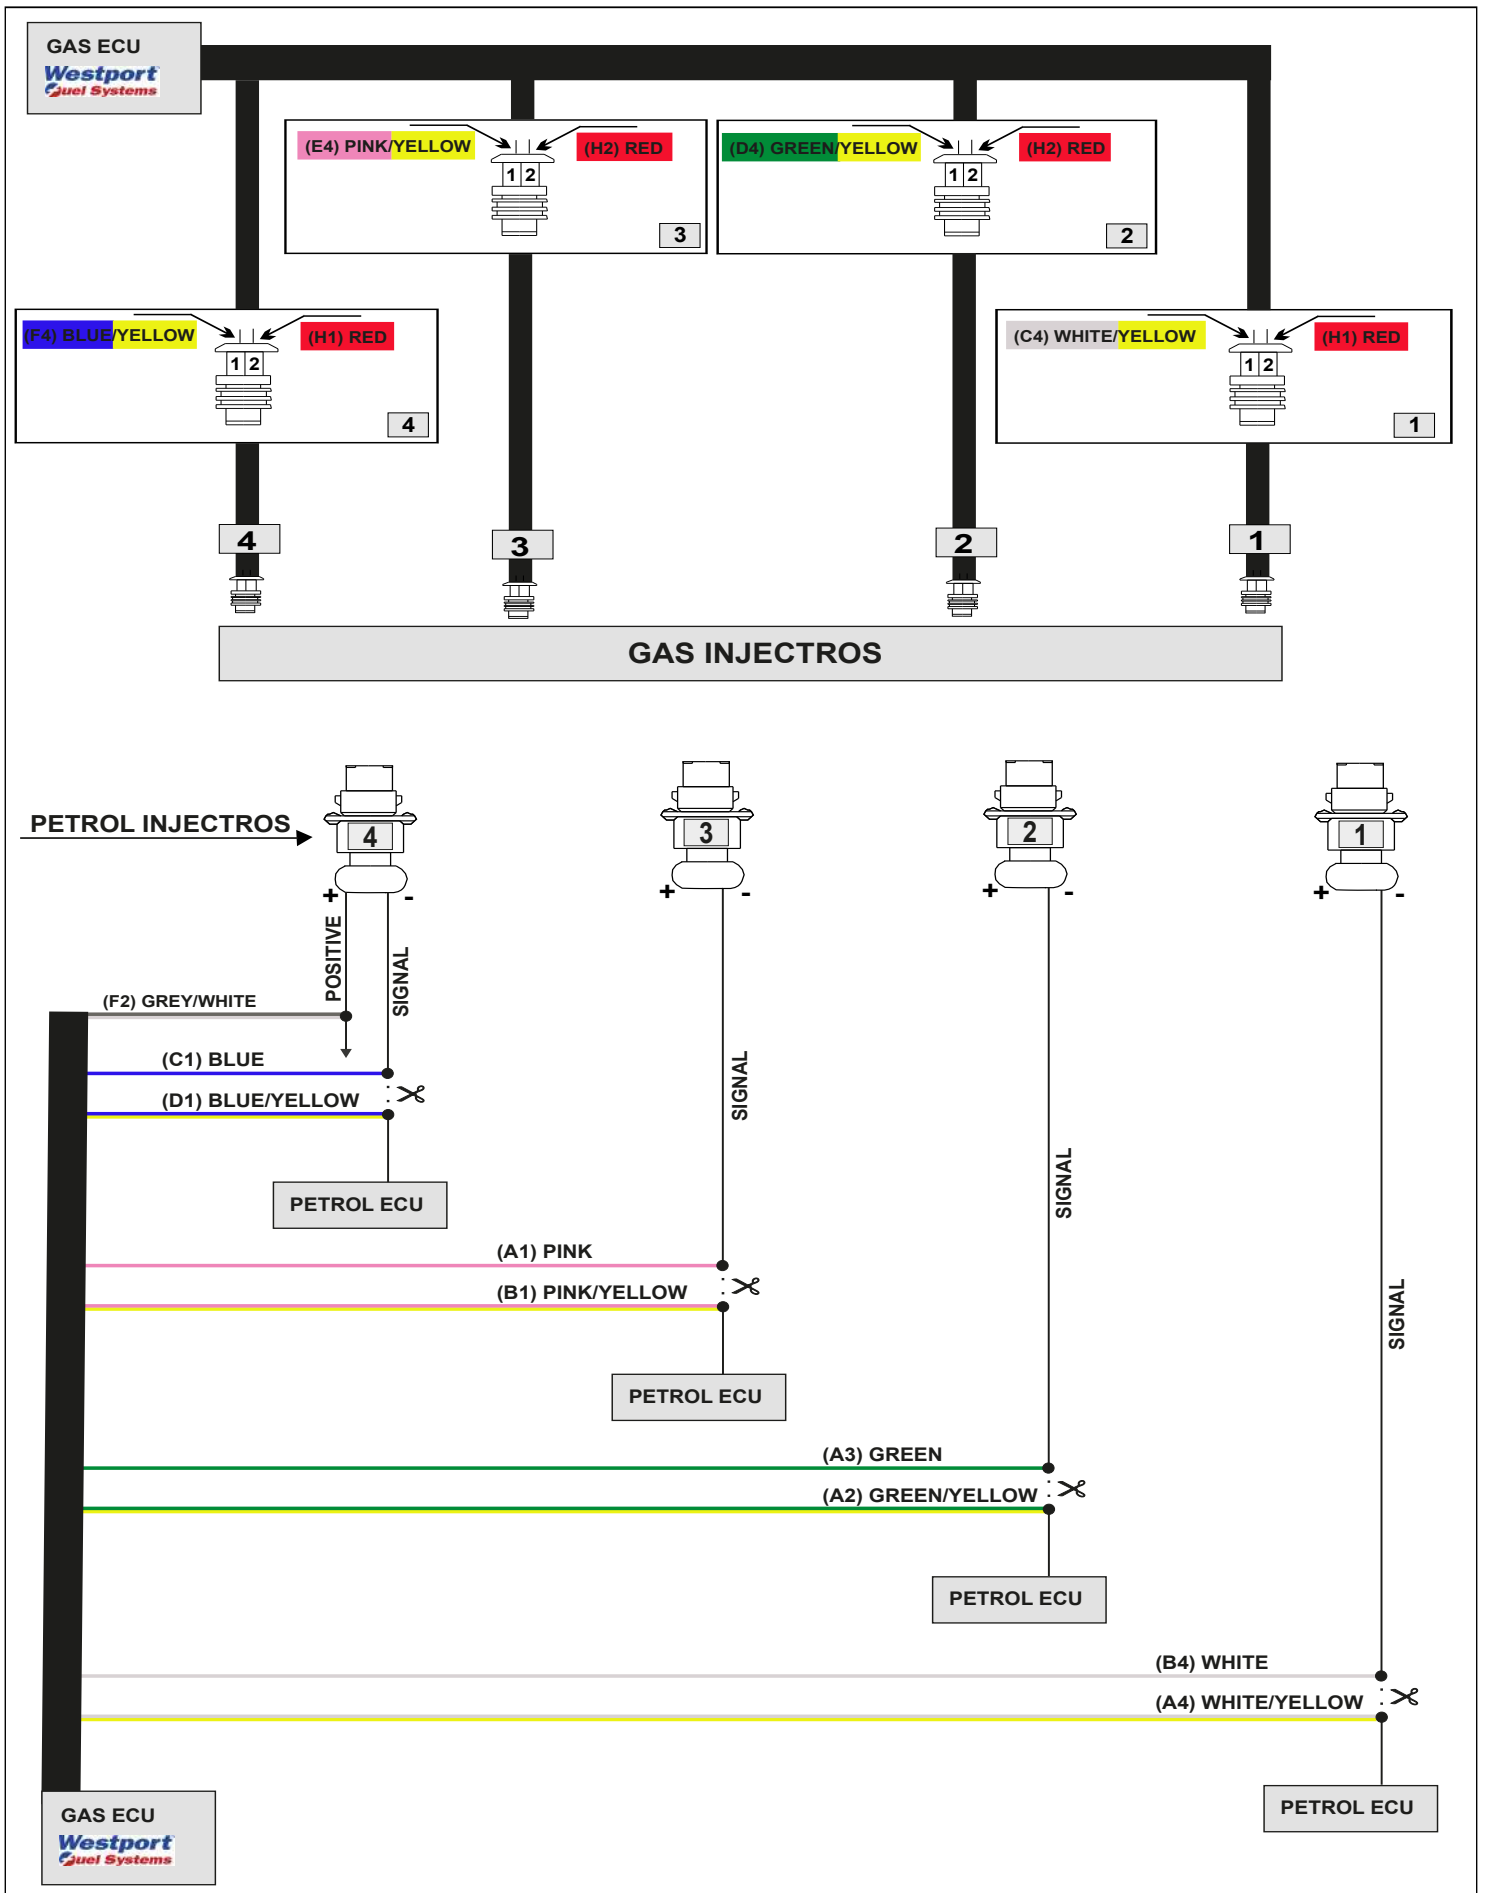 GAS ECU
Westport
Fuel Systems
(E4) PINK/YELLOW
(H2) RED
1 2
3
(D4) GREEN/YELLOW
(H2) RED
1 2
2
(F4) BLUE/YELLOW
(H1) RED
1 2
4
(C4) WHITE/YELLOW
(H1) RED
1 2
1
4
3
2
1
GAS INJECTROS
PETROL INJECTROS
4
3
2
1
+ -
+ -
+ -
+ -
POSITIVE
SIGNAL
(F2) GREY/WHITE
(C1) BLUE
(D1) BLUE/YELLOW
PETROL ECU
SIGNAL
(A1) PINK
(B1) PINK/YELLOW
PETROL ECU
SIGNAL
(A3) GREEN
(A2) GREEN/YELLOW
PETROL ECU
SIGNAL
(B4) WHITE
(A4) WHITE/YELLOW
PETROL ECU
GAS ECU
Westport
Fuel Systems